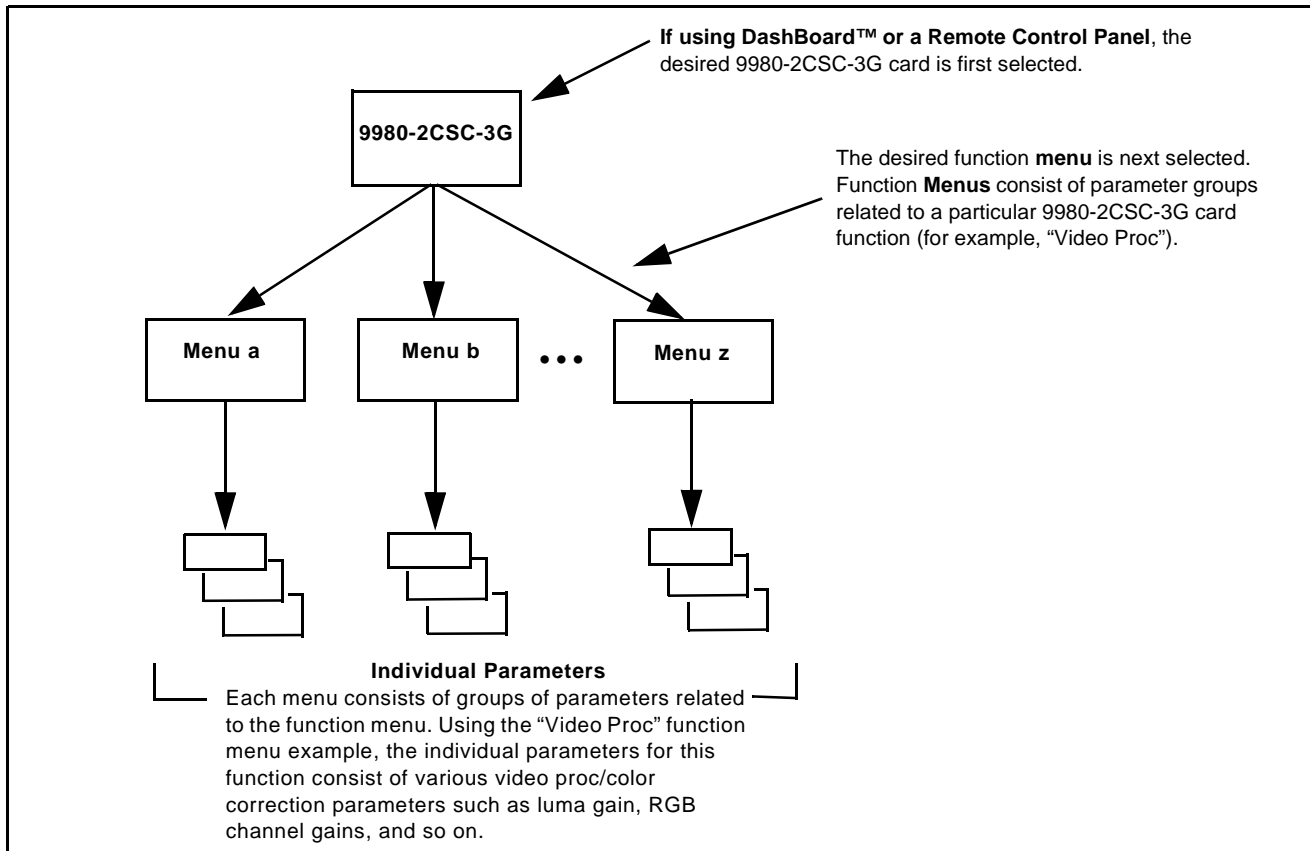 If using DashBoard™ or a Remote Control Panel, the
desired 9980-2CSC-3G card is first selected.
9980-2CSC-3G
The desired function menu is next selected.
Function Menus consist of parameter groups
related to a particular 9980-2CSC-3G card
function (for example, “Video Proc”).
Menu a
Menu b
•••
Menu z
Individual Parameters
Each menu consists of groups of parameters related
to the function menu. Using the “Video Proc” function
menu example, the individual parameters for this
function consist of various video proc/color
correction parameters such as luma gain, RGB
channel gains, and so on.